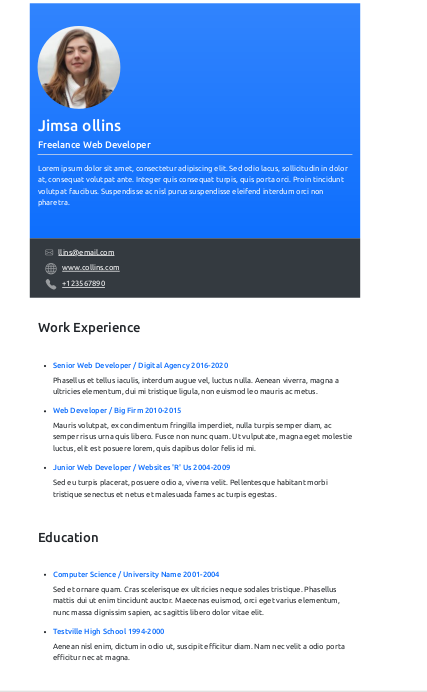 Jimsa ollins
Freelance Web Developer
Lorem ipsum dolor sit amet, consectetur adipiscing elit. Sed odio lacus, sollicitudin in dolor
at, consequat volutpat ante. Integer quis consequat turpis, quis porta orci. Proin tincidunt
volutpat faucibus. Suspendisse ac nisl purus suspendisse eleifend interdum orci non
pharetra.
llins@email.com
www.collins.com
+123567890
Work Experience
Senior Web Developer / Digital Agency 2016-2020
Phasellus et tellus iaculis, interdum augue vel, luctus nulla. Aenean viverra, magna a
ultricies elementum, dui mi tristique ligula, non euismod leo mauris ac metus.
Web Developer / Big Firm 2010-2015
Mauris volutpat, ex condimentum fringilla imperdiet, nulla turpis semper diam, ac
semper risus urna quis libero. Fusce non nunc quam. Ut vulputate, magna eget molestie
luctus, elit est posuere lorem, quis dapibus dolor felis id mi.
Junior Web Developer / Websites 'R' Us 2004-2009
Sed eu turpis placerat, posuere odio a, viverra velit. Pellentesque habitant morbi
tristique senectus et netus et malesuada fames ac turpis egestas.
Education
Computer Science / University Name 2001-2004
Sed et ornare quam. Cras scelerisque ex ultricies neque sodales tristique. Phasellus
mattis dui ut enim tincidunt auctor. Maecenas euismod, orci eget varius elementum,
nunc massa dignissim sapien, ac sagittis libero dolor vitae elit.
Testville High School 1994-2000
Aenean nisl enim, dictum in odio ut, suscipit efficitur diam. Nam nec velit a odio porta
efficitur nec at magna.